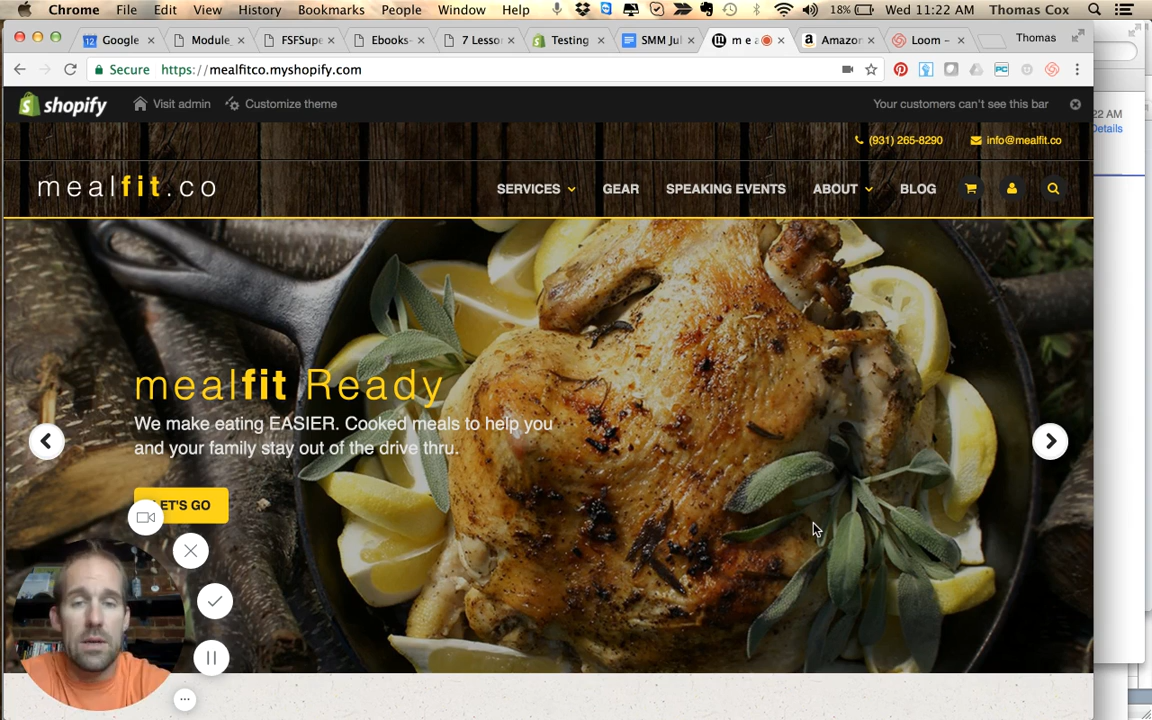 Chrome File Edit View History Bookmarks People Window Help 18% Wed 11:22 AM Thomas Cox
12 Google Module_ FSFSupe Ebooks- 7 Lesso Testing SMM Jul m e a Amazon Loom – Thomas
Secure https://mealfitco.myshopify.com PC
22 AM
Details
shopify Visit admin Customize theme Your customers can't see this bar
(931) 265-8290 info@mealfit.co
mealfit.co SERVICES GEAR SPEAKING EVENTS ABOUT BLOG
mealfit Ready
We make eating EASIER. Cooked meals to help you
and your family stay out of the drive thru.
LET'S GO